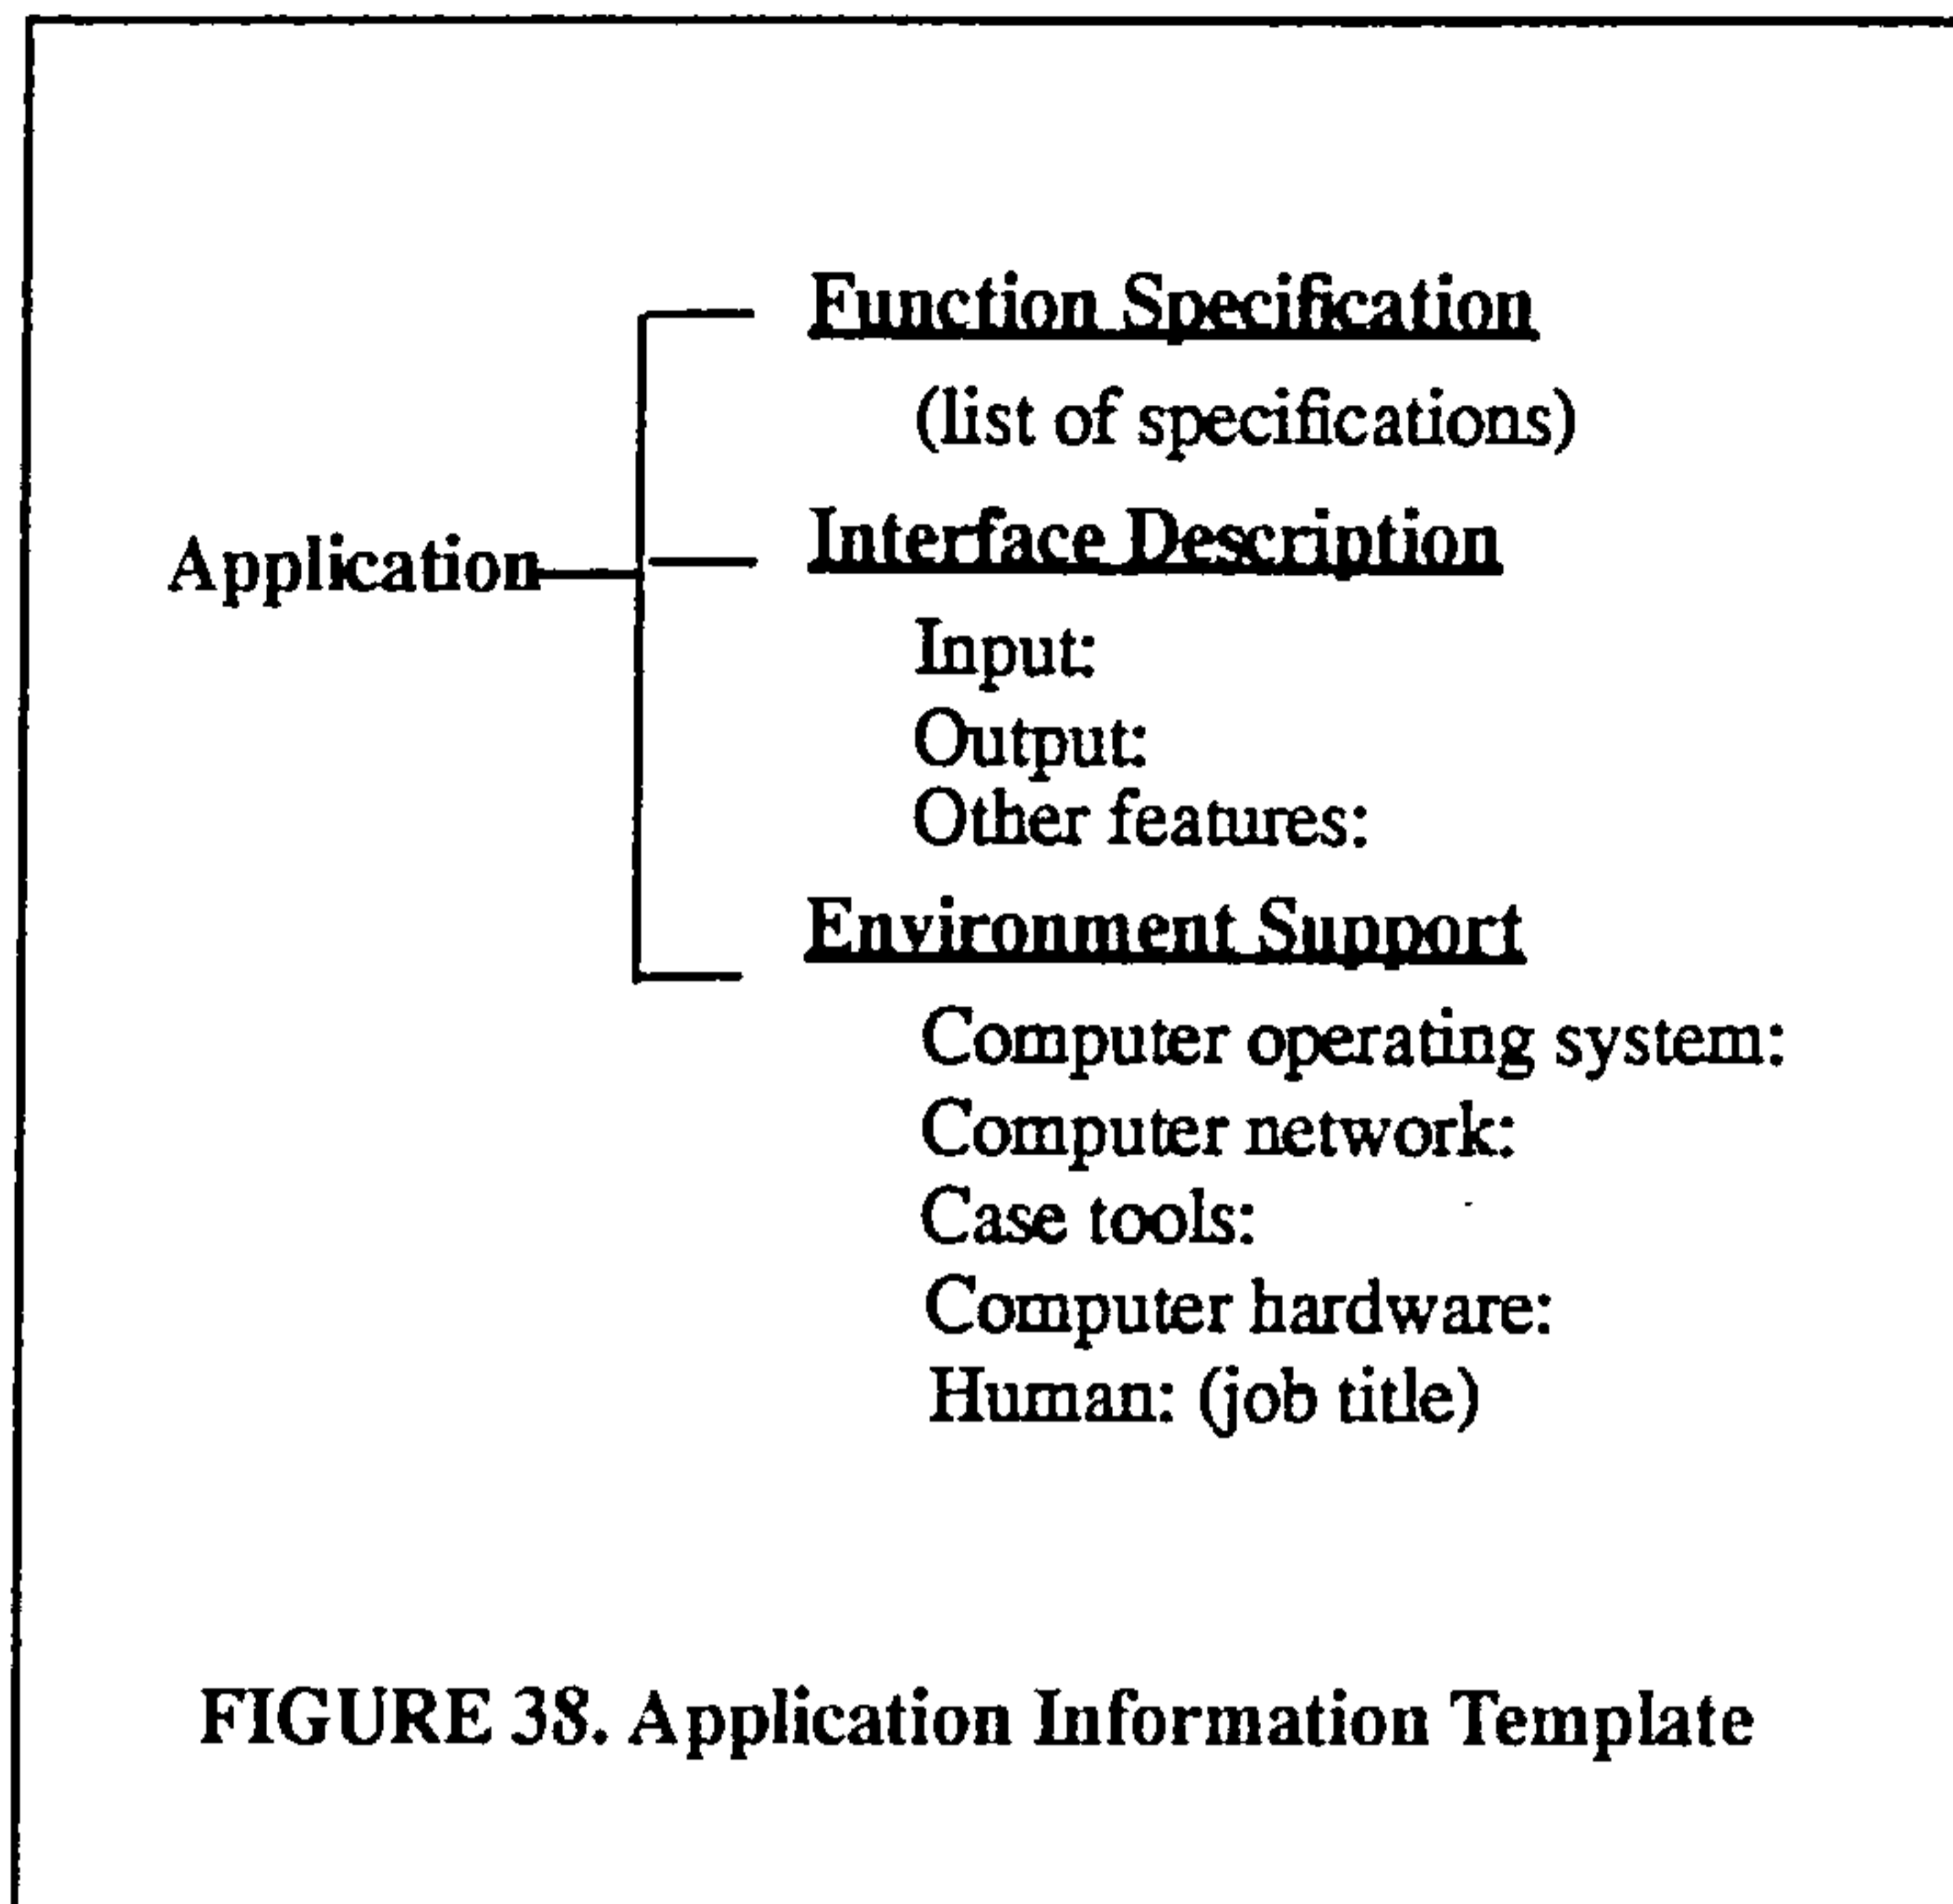 Function Specification
(list of specifications)
Application
Interface Description
Input:
Output:
Other features:
Environment Support
Computer operating system:
Computer network:
Case tools:
Computer hardware:
Human: (job title)
FIGURE 38. Application Information Template